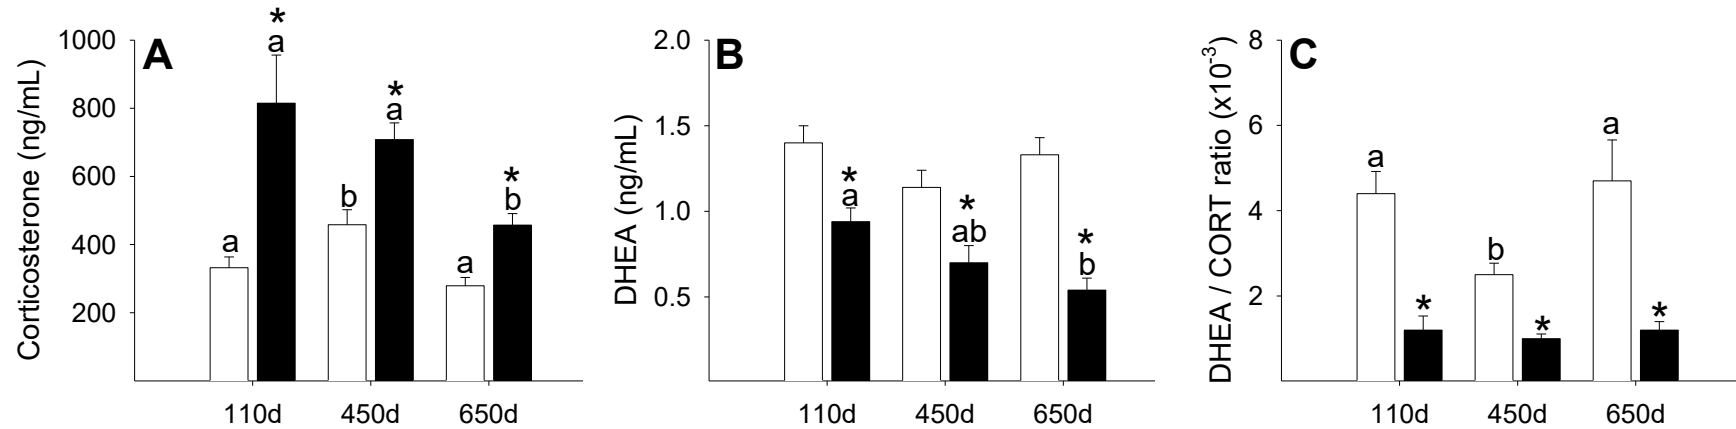 A
Corticosterone (ng/mL)
1000
800
600
400
200
a
*
a
b
*
a
a
*
b
110d
450d
650d
B
DHEA (ng/mL)
2.0
1.5
1.0
0.5
*
a
*
ab
*
b
110d
450d
650d
C
DHEA / CORT ratio (x10⁻³)
8
6
4
2
a
*
b
*
a
*
110d
450d
650d